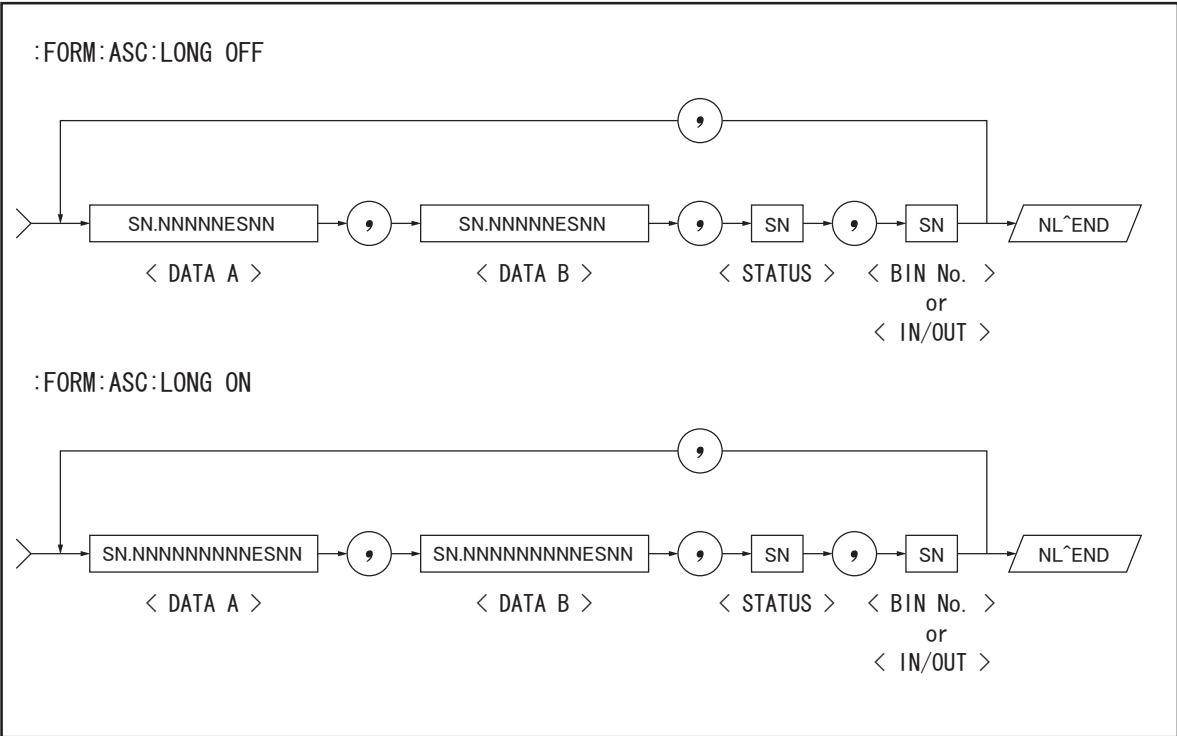 :FORM:ASC:LONG OFF
,
SN.NNNNNESNN , SN.NNNNNESNN , SN , SN NL^END
< DATA A > < DATA B > < STATUS > < BIN No. >
or
< IN/OUT >
:FORM:ASC:LONG ON
,
SN.NNNNNNNNNESNN , SN.NNNNNNNNNESNN , SN , SN NL^END
< DATA A > < DATA B > < STATUS > < BIN No. >
or
< IN/OUT >